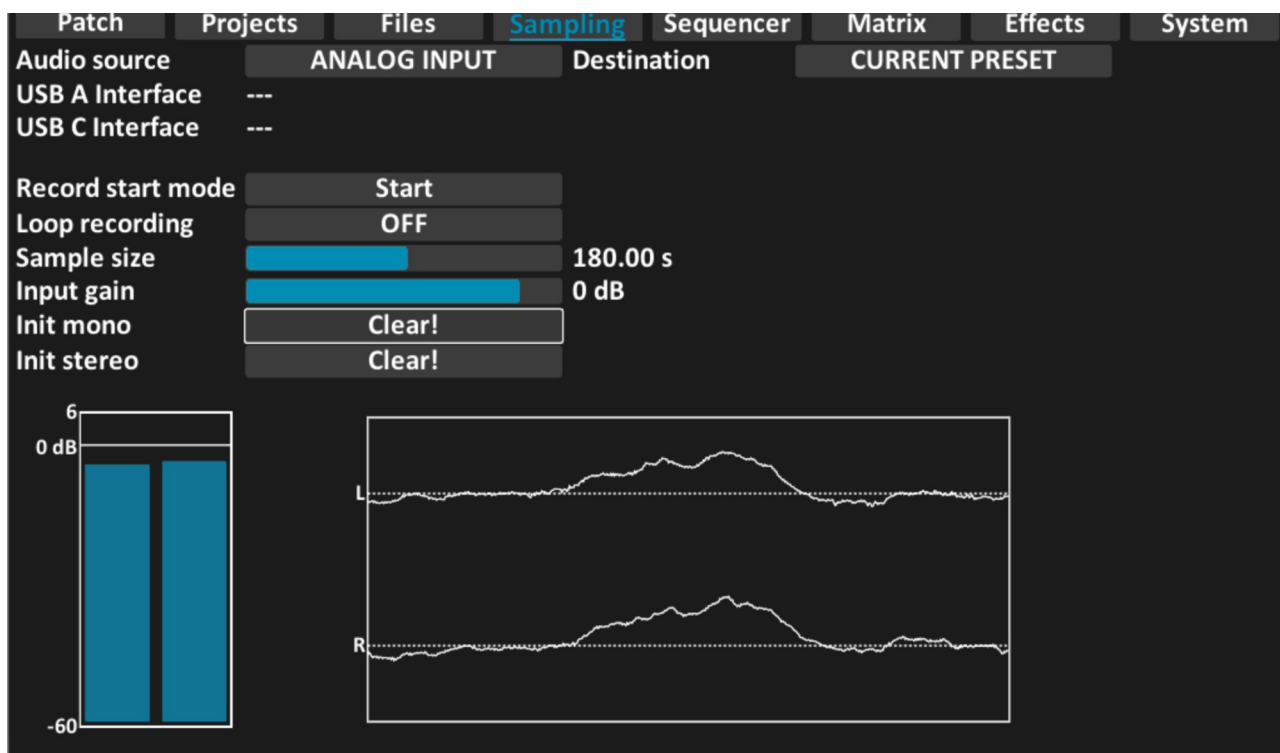 Patch Projects Files Sampling Sequencer Matrix Effects System
Audio source ANALOG INPUT Destination CURRENT PRESET
USB A Interface ---
USB C Interface ---
Record start mode Start
Loop recording OFF
Sample size 180.00 s
Input gain 0 dB
Init mono Clear!
Init stereo Clear!
6
0 dB
L
R
-60